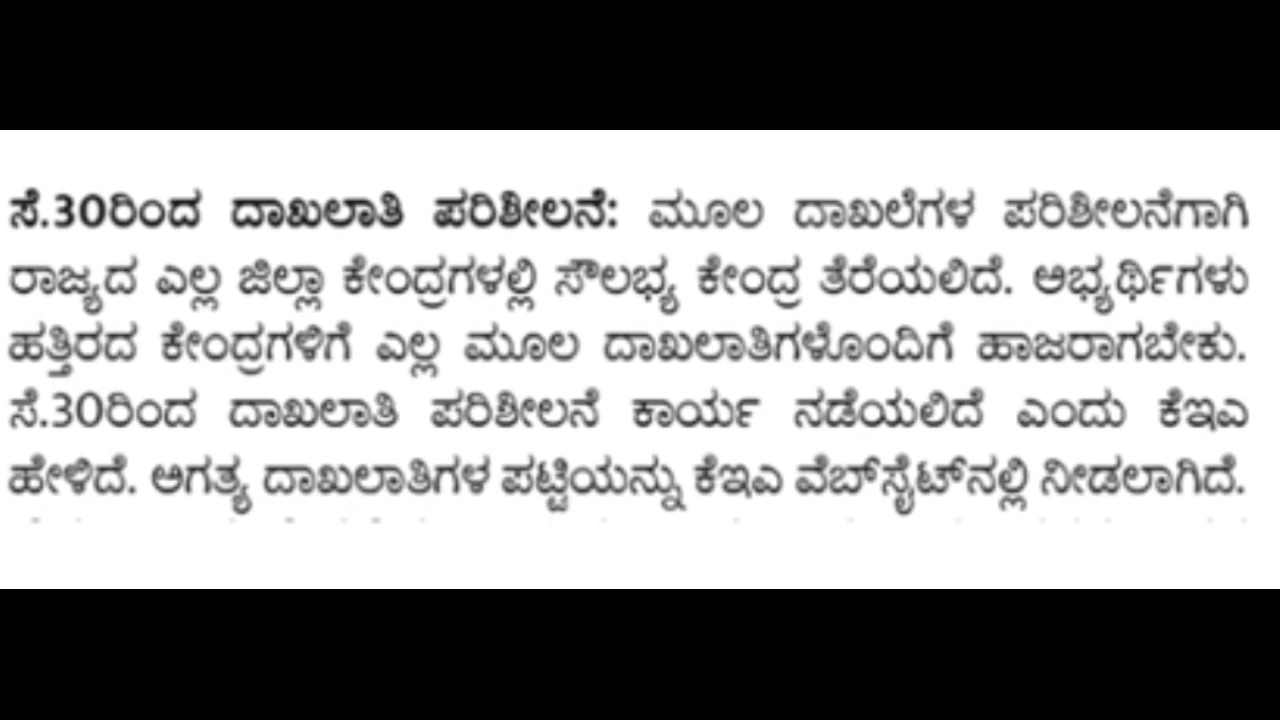 ಸೆ.30ರಿಂದ ದಾಖಲಾತಿ ಪರಿಶೀಲನೆ: ಮೂಲ ದಾಖಲೆಗಳ ಪರಿಶೀಲನೆಗಾಗಿ
ರಾಜ್ಯದ ಎಲ್ಲ ಜಿಲ್ಲಾ ಕೇಂದ್ರಗಳಲ್ಲಿ ಸೌಲಭ್ಯ ಕೇಂದ್ರ ತೆರೆಯಲಿದೆ. ಅಭ್ಯರ್ಥಿಗಳು
ಹತ್ತಿರದ ಕೇಂದ್ರಗಳಿಗೆ ಎಲ್ಲ ಮೂಲ ದಾಖಲಾತಿಗಳೊಂದಿಗೆ ಹಾಜರಾಗಬೇಕು.
ಸೆ.30ರಿಂದ ದಾಖಲಾತಿ ಪರಿಶೀಲನೆ ಕಾರ್ಯ ನಡೆಯಲಿದೆ ಎಂದು ಕೆಇಎ
ಹೇಳಿದೆ. ಅಗತ್ಯ ದಾಖಲಾತಿಗಳ ಪಟ್ಟಿಯನ್ನು ಕೆಇಎ ವೆಬ್‌ಸೈಟ್‌ನಲ್ಲಿ ನೀಡಲಾಗಿದೆ.